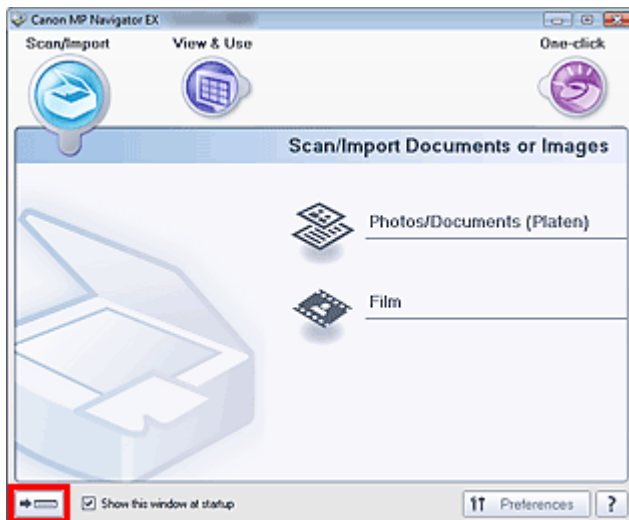 Canon MP Navigator EX
Scan/Import
View & Use
One-click
Scan/Import Documents or Images
Photos/Documents (Platen)
Film
Show this window at startup
Preferences
?